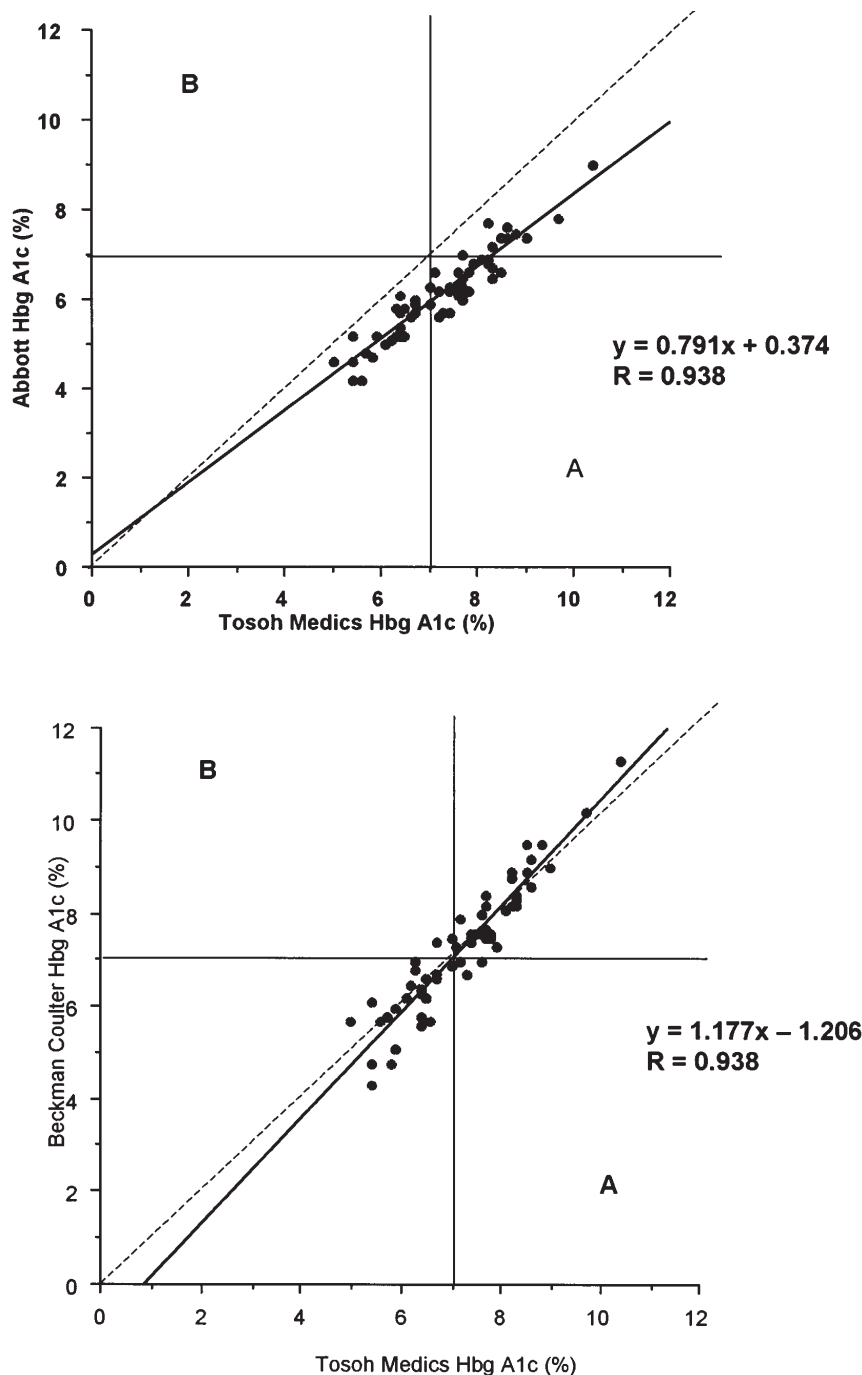 12
10
8
6
4
2
0
Abbott Hbg A1c (%)
B
A
y = 0.791x + 0.374
R = 0.938
0 2 4 6 8 10 12
Tosoh Medics Hbg A1c (%)
12
10
8
6
4
2
0
Beckman Coulter Hbg A1c (%)
B
A
y = 1.177x – 1.206
R = 0.938
0 2 4 6 8 10 12
Tosoh Medics Hbg A1c (%)